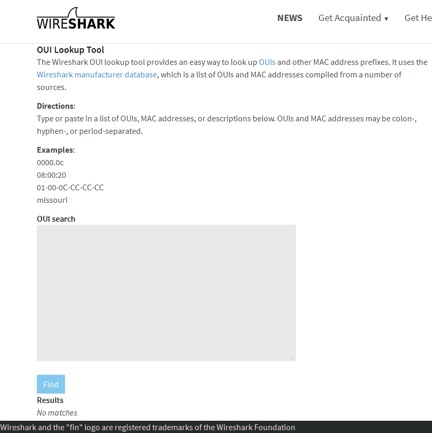 WIRESHARK
NEWS
Get Acquainted ▼
Get He
OUI Lookup Tool
The Wireshark OUI lookup tool provides an easy way to look up OUIs and other MAC address prefixes. It uses the
Wireshark manufacturer database, which is a list of OUIs and MAC addresses compiled from a number of
sources.
Directions:
Type or paste in a list of OUIs, MAC addresses, or descriptions below. OUIs and MAC addresses may be colon-,
hyphen-, or period-separated.
Examples:
0000.0c
08:00:20
01-00-0C-CC-CC-CC
missouri
OUI search
Find
Results
No matches
Wireshark and the "fin" logo are registered trademarks of the Wireshark Foundation